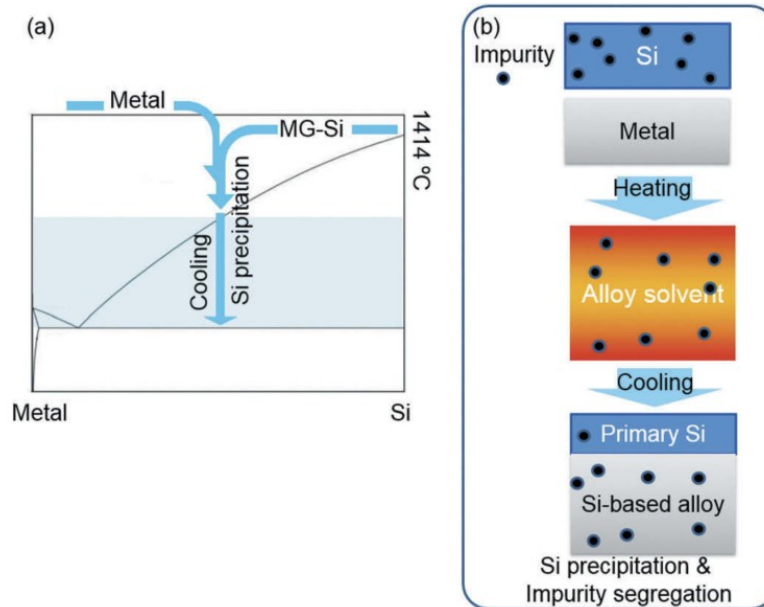 (a)
Metal
MG-Si
1414 ºC
Cooling
Si precipitation
Metal
Si
(b)
Impurity
Si
Metal
Heating
Alloy solvent
Cooling
Primary Si
Si-based alloy
Si precipitation &
Impurity segregation